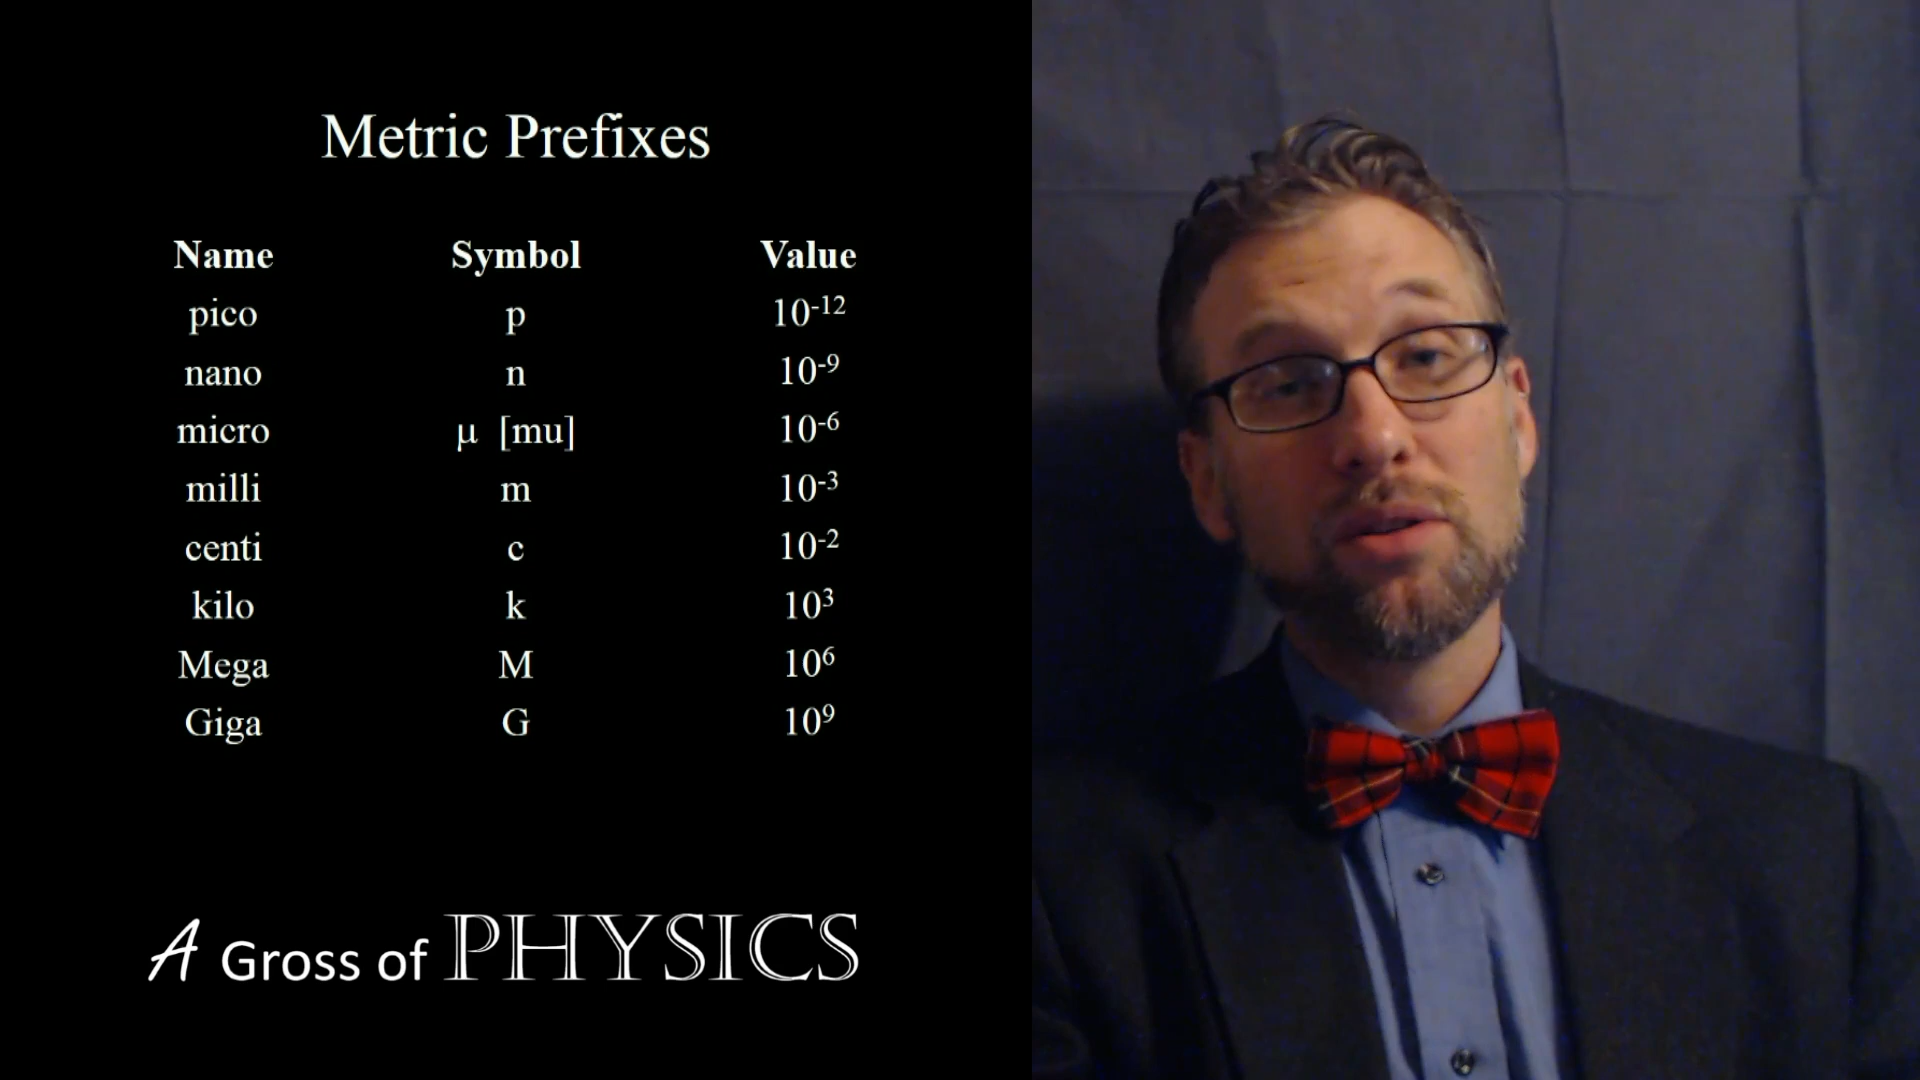 Metric Prefixes
Name Symbol Value
pico p 10⁻¹²
nano n 10⁻⁹
micro μ [mu] 10⁻⁶
milli m 10⁻³
centi c 10⁻²
kilo k 10³
Mega M 10⁶
Giga G 10⁹
A Gross of PHYSICS